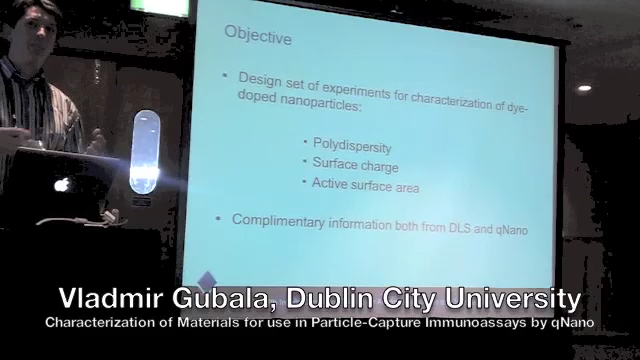 Objective
• Design set of experiments for characterization of dye-
doped nanoparticles:
• Polydispersity
• Surface charge
• Active surface area
• Complimentary information both from DLS and qNano
Vladmir Gubala, Dublin City University
Characterization of Materials for use in Particle-Capture Immunoassays by qNano